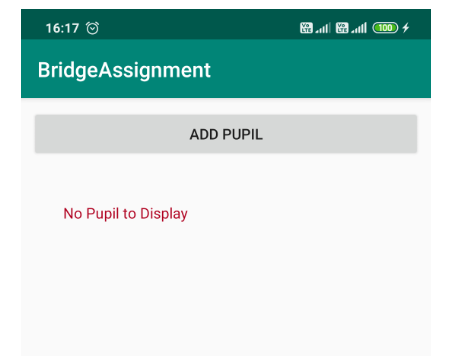 16:17 100
BridgeAssignment
ADD PUPIL
No Pupil to Display